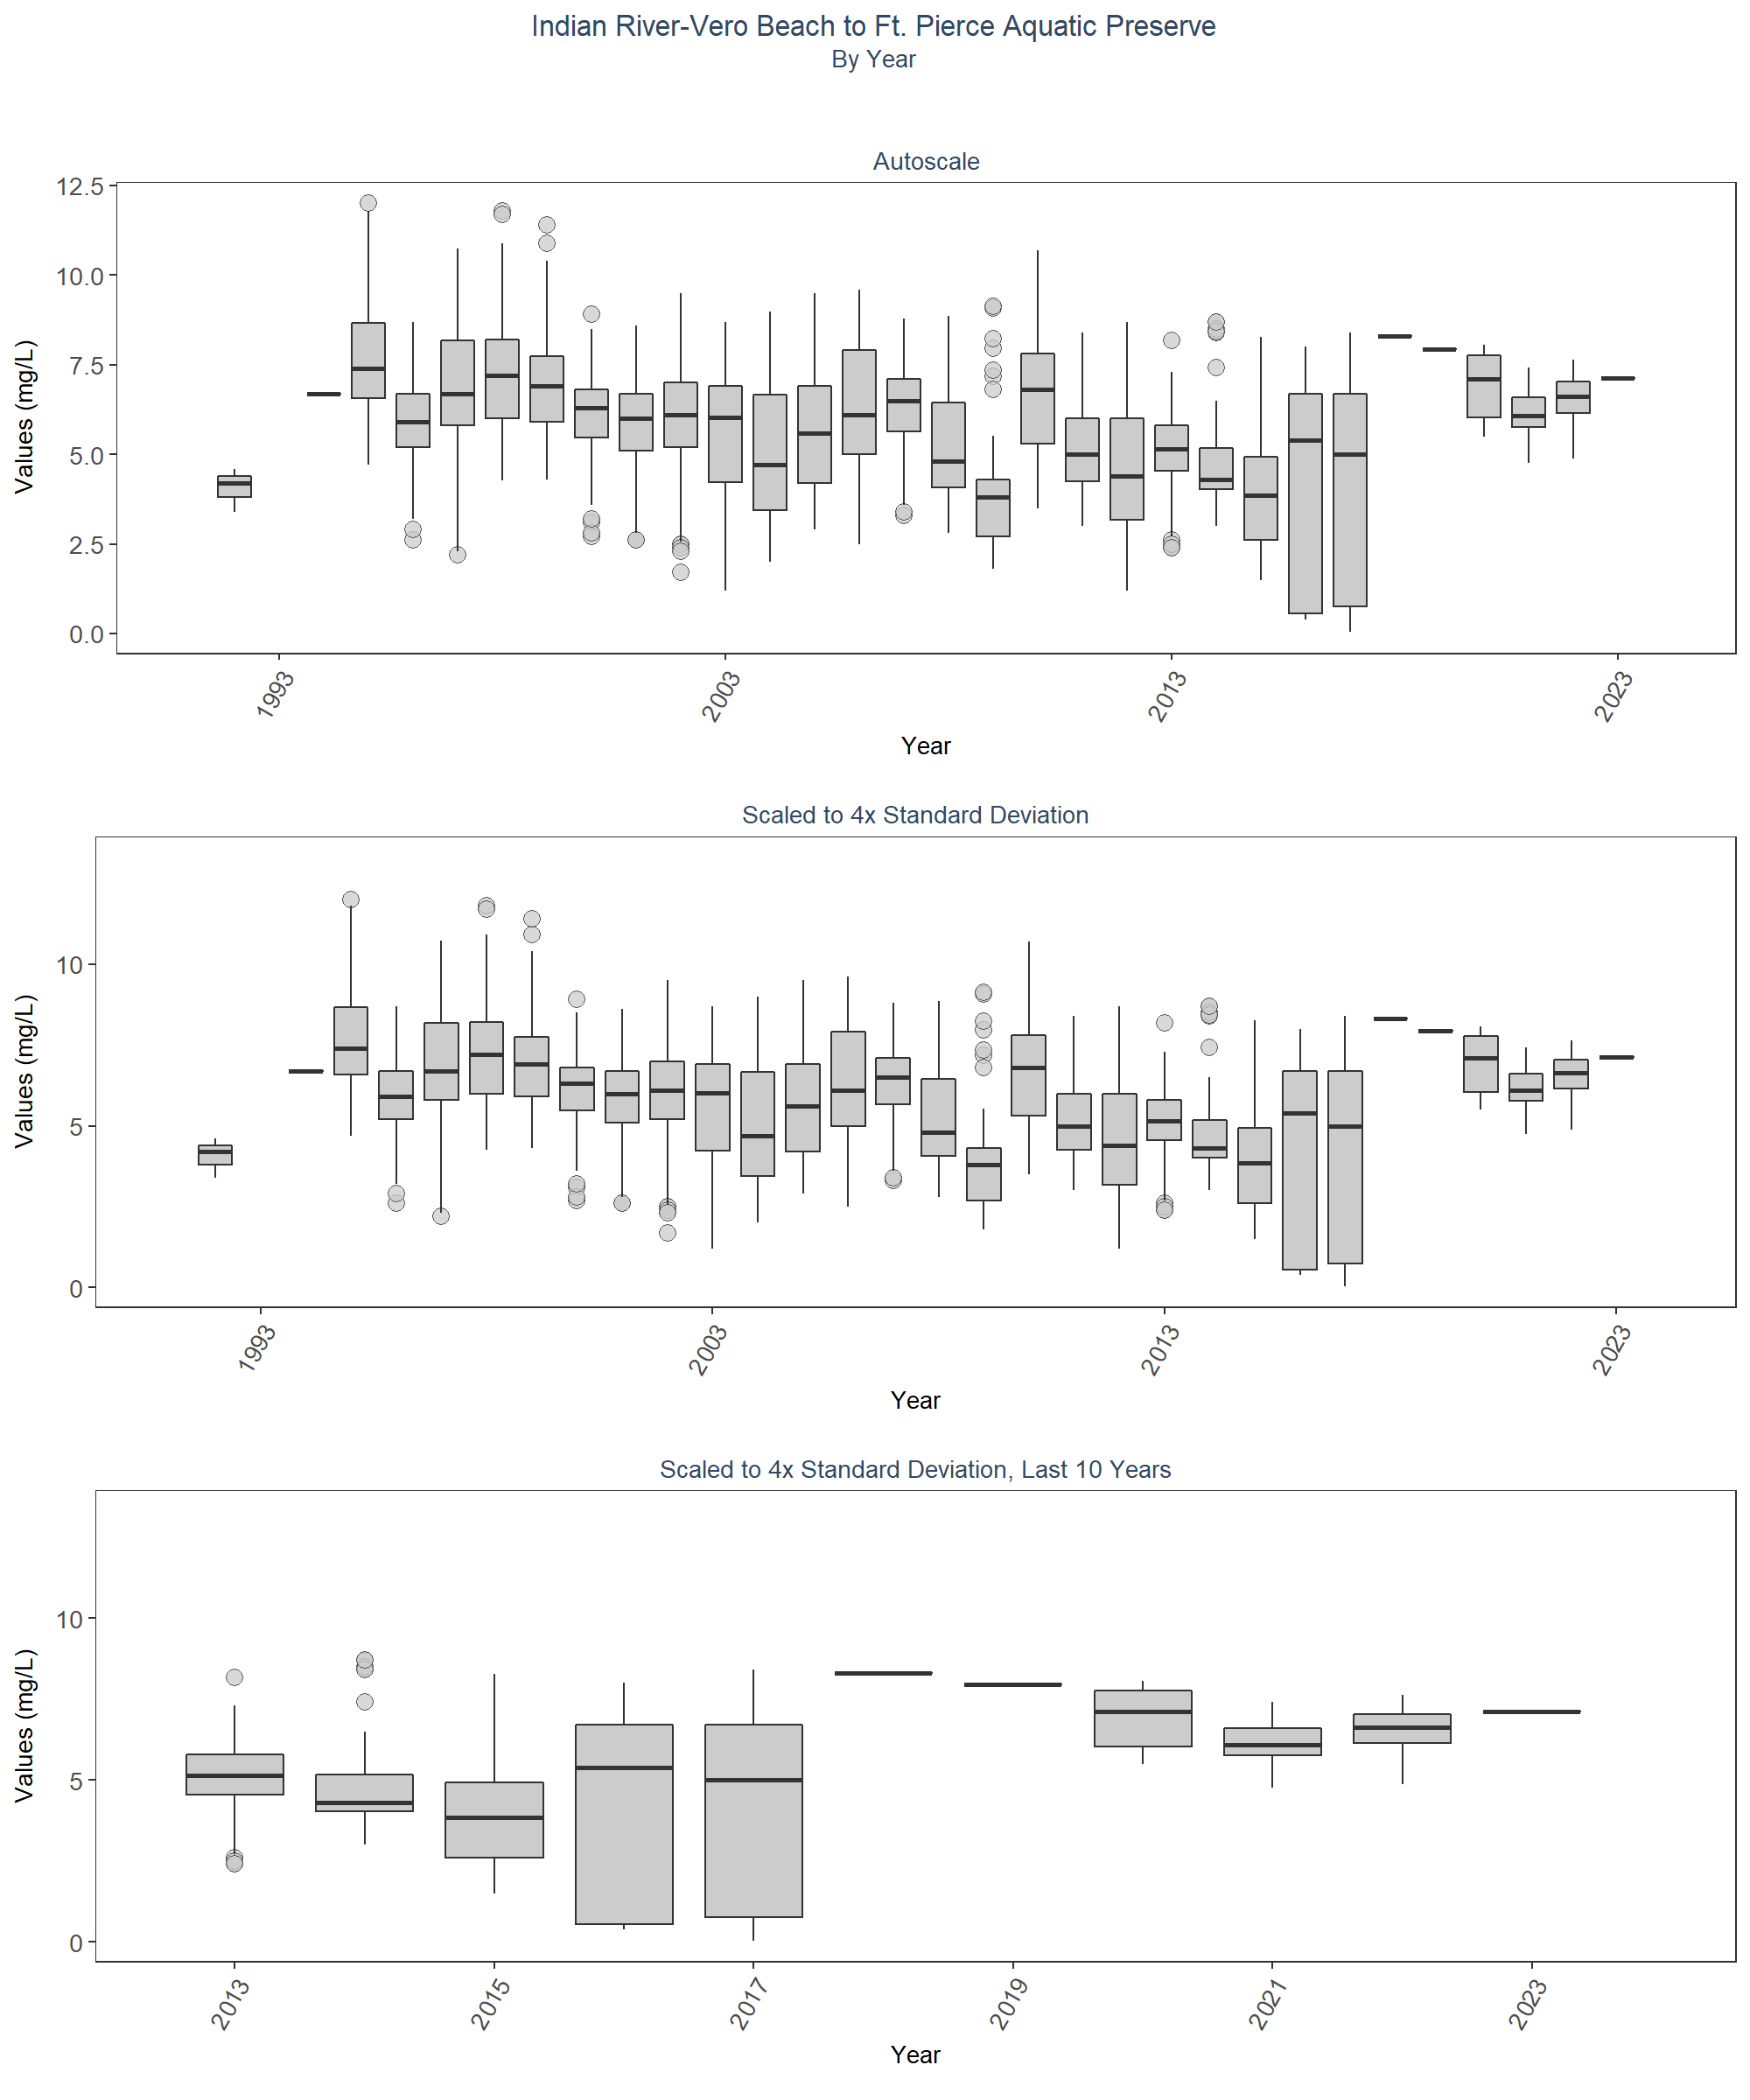 Indian River-Vero Beach to Ft. Pierce Aquatic Preserve
By Year
Autoscale
Values (mg/L)
12.5
10.0
7.5
5.0
2.5
0.0
1993 2003 2013 2023
Year
Scaled to 4x Standard Deviation
Values (mg/L)
10
5
0
1993 2003 2013 2023
Year
Scaled to 4x Standard Deviation, Last 10 Years
Values (mg/L)
10
5
0
2013 2015 2017 2019 2021 2023
Year